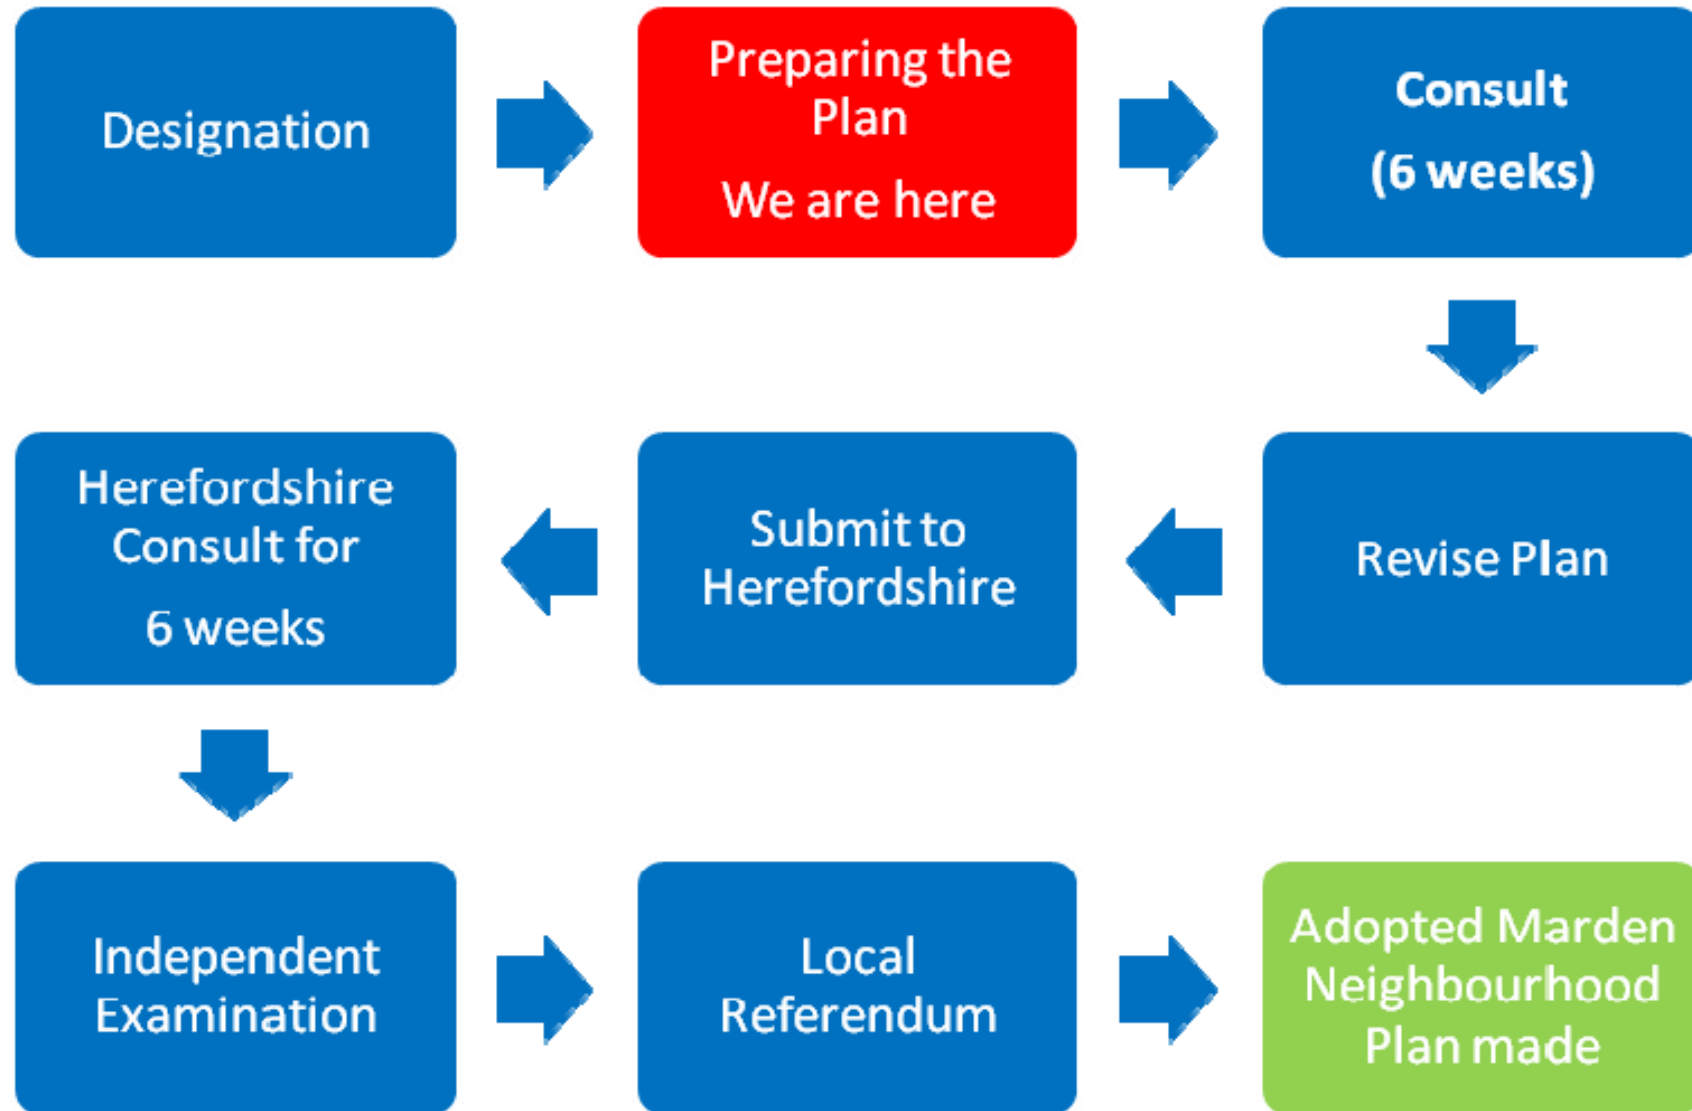 Designation
Preparing the
Plan
We are here
Consult
(6 weeks)
Revise Plan
Submit to
Herefordshire
Herefordshire
Consult for
6 weeks
Independent
Examination
Local
Referendum
Adopted Marden
Neighbourhood
Plan made